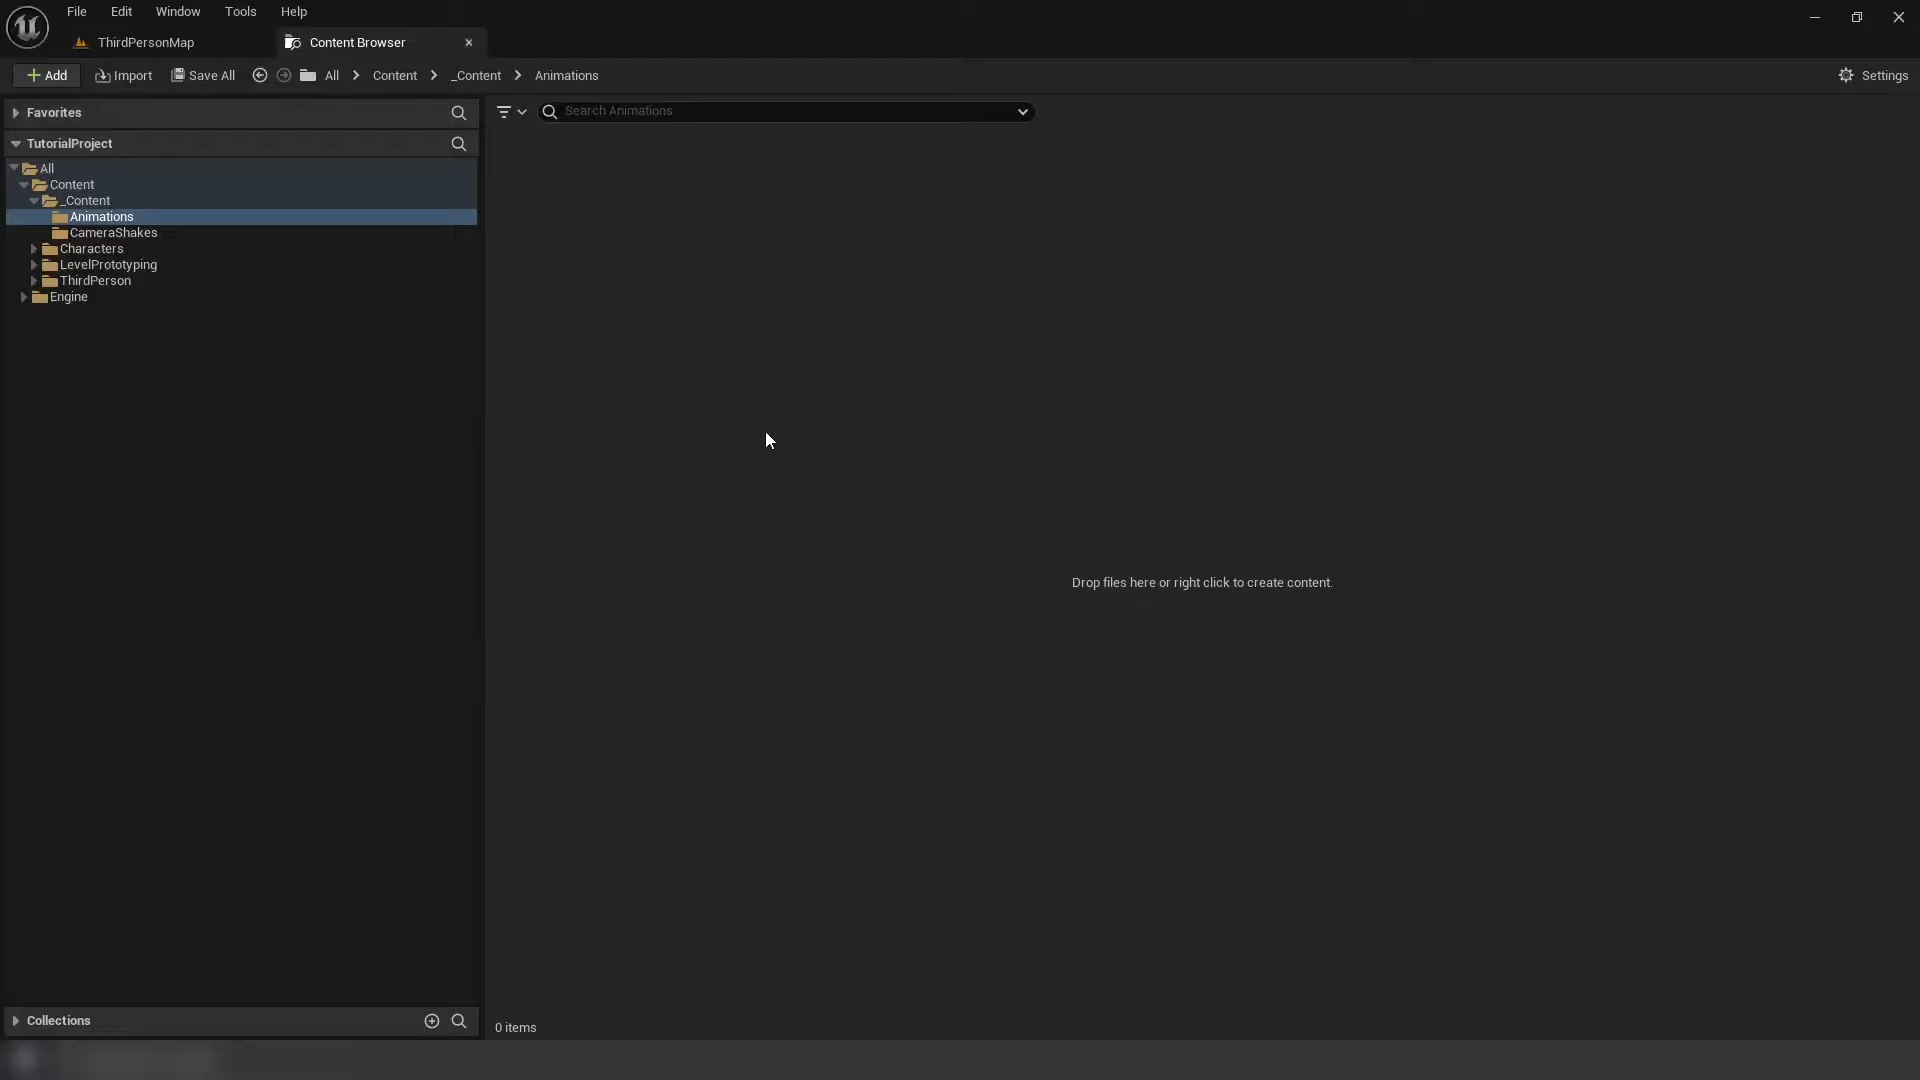 File Edit Window Tools Help
ThirdPersonMap Content Browser
Add Import Save All All Content _Content Animations Settings
Favorites
Search Animations
TutorialProject
All
Content
_Content
Animations
CameraShakes
Characters
LevelPrototyping
ThirdPerson
Engine
Drop files here or right click to create content.
Collections
0 items